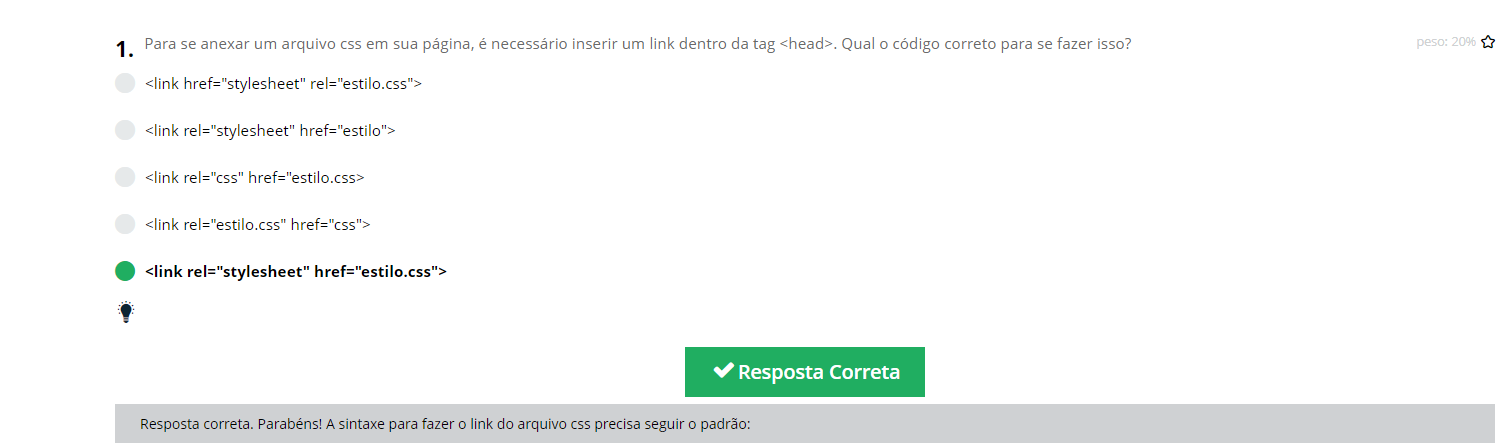 1. Para se anexar um arquivo css em sua página, é necessário inserir um link dentro da tag <head>. Qual o código correto para se fazer isso? peso: 20%
<link href="stylesheet" rel="estilo.css">
<link rel="stylesheet" href="estilo">
<link rel="css" href="estilo.css>
<link rel="estilo.css" href="css">
<link rel="stylesheet" href="estilo.css">
Resposta Correta
Resposta correta. Parabéns! A sintaxe para fazer o link do arquivo css precisa seguir o padrão: